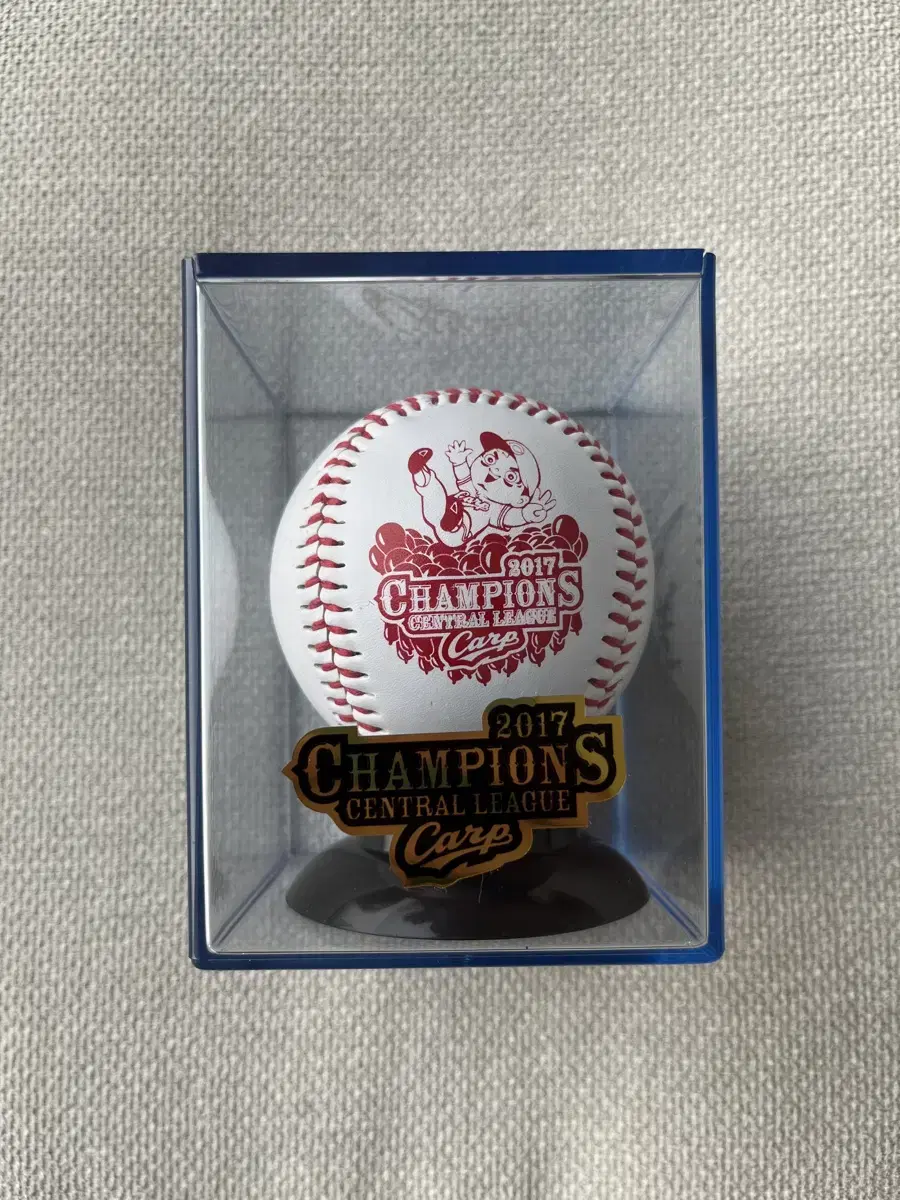 2017
CHAMPIONS
CENTRAL LEAGUE
Carp
2017
CHAMPIONS
CENTRAL LEAGUE
Carp